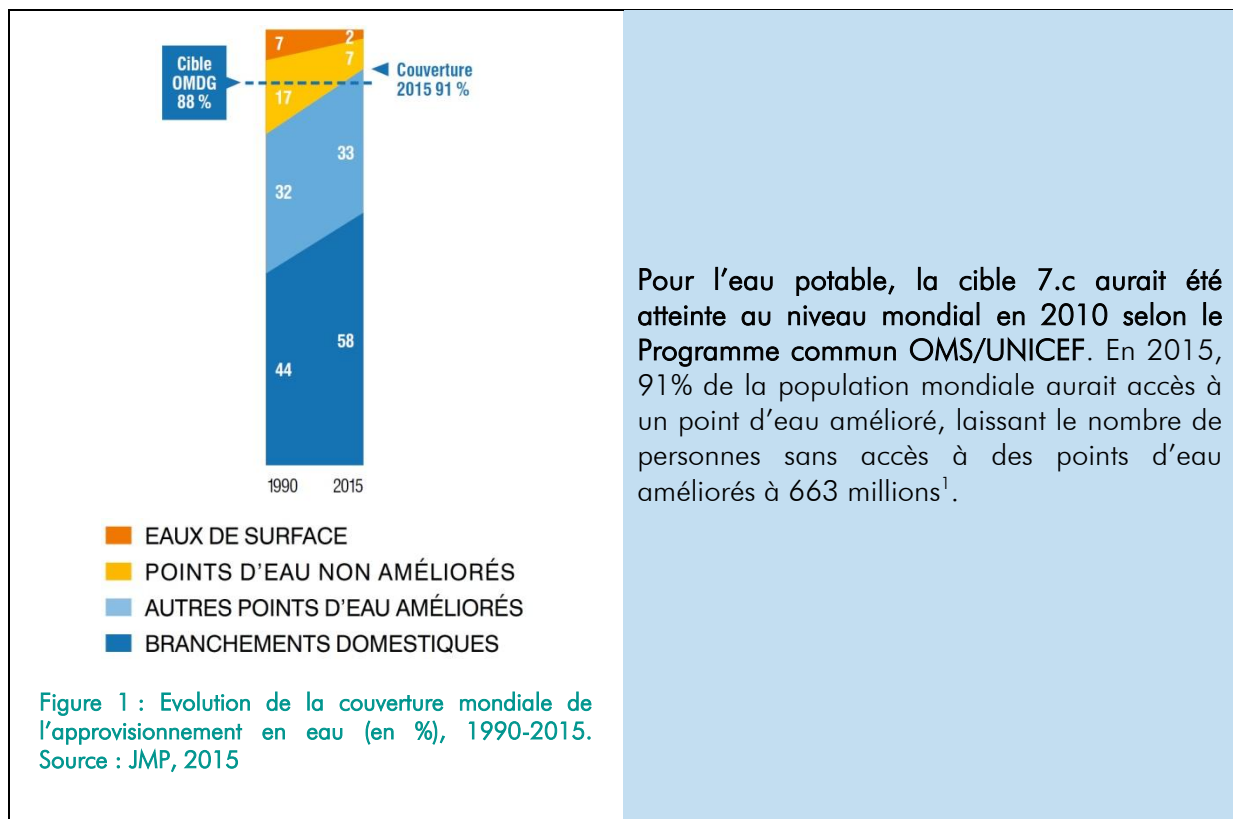 7
2
Cible
OMDG
88 %
7
Couverture
2015 91 %
17
33
32
58
44
1990
2015
EAUX DE SURFACE
POINTS D'EAU NON AMÉLIORÉS
AUTRES POINTS D'EAU AMÉLIORÉS
BRANCHEMENTS DOMESTIQUES
Figure 1 : Evolution de la couverture mondiale de
l'approvisionnement en eau (en %), 1990-2015.
Source : JMP, 2015
Pour l'eau potable, la cible 7.c aurait été
atteinte au niveau mondial en 2010 selon le
Programme commun OMS/UNICEF. En 2015,
91% de la population mondiale aurait accès à
un point d'eau amélioré, laissant le nombre de
personnes sans accès à des points d'eau
améliorés à 663 millions¹.